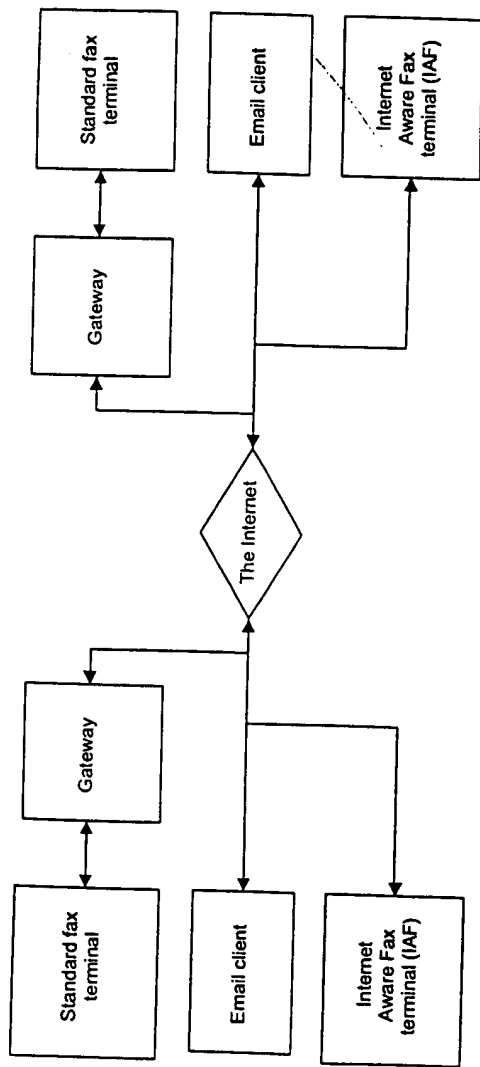 Standard fax
terminal
Gateway
Email client
Internet
Aware Fax
terminal (IAF)
The Internet
Gateway
Standard fax
terminal
Email client
Internet
Aware Fax
terminal (IAF)